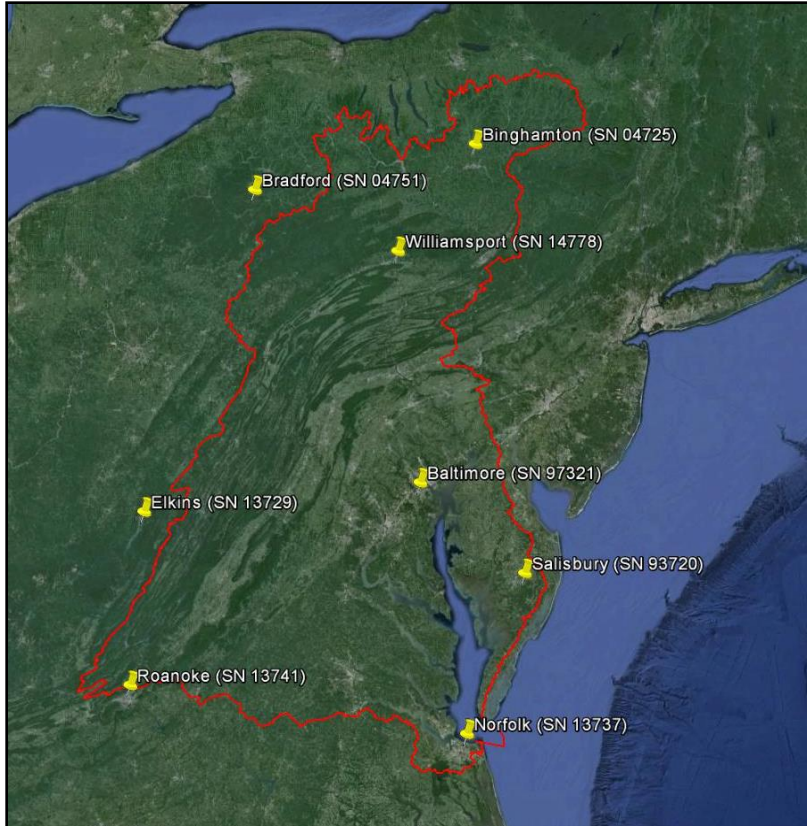 Binghamton (SN 04725)
Bradford (SN 04751)
Williamsport (SN 14778)
Baltimore (SN 97321)
Elkins (SN 13729)
Salisbury (SN 93720)
Roanoke (SN 13741)
Norfolk (SN 13737)